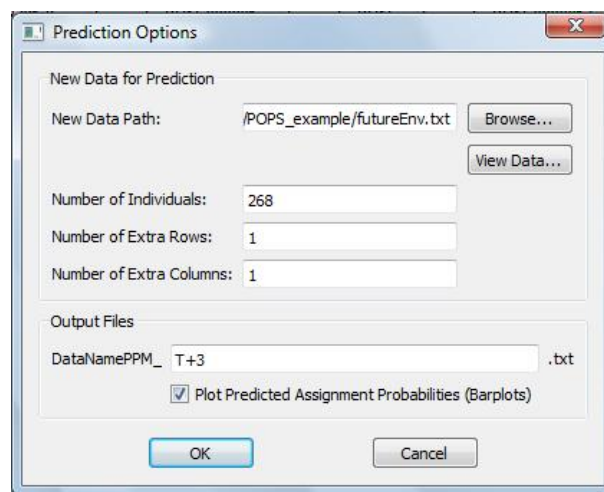 Prediction Options
New Data for Prediction
New Data Path: /POPS_example/futureEnv.txt Browse...
View Data...
Number of Individuals: 268
Number of Extra Rows: 1
Number of Extra Columns: 1
Output Files
DataNamePPM_ T+3 .txt
Plot Predicted Assignment Probabilities (Barplots)
OK Cancel